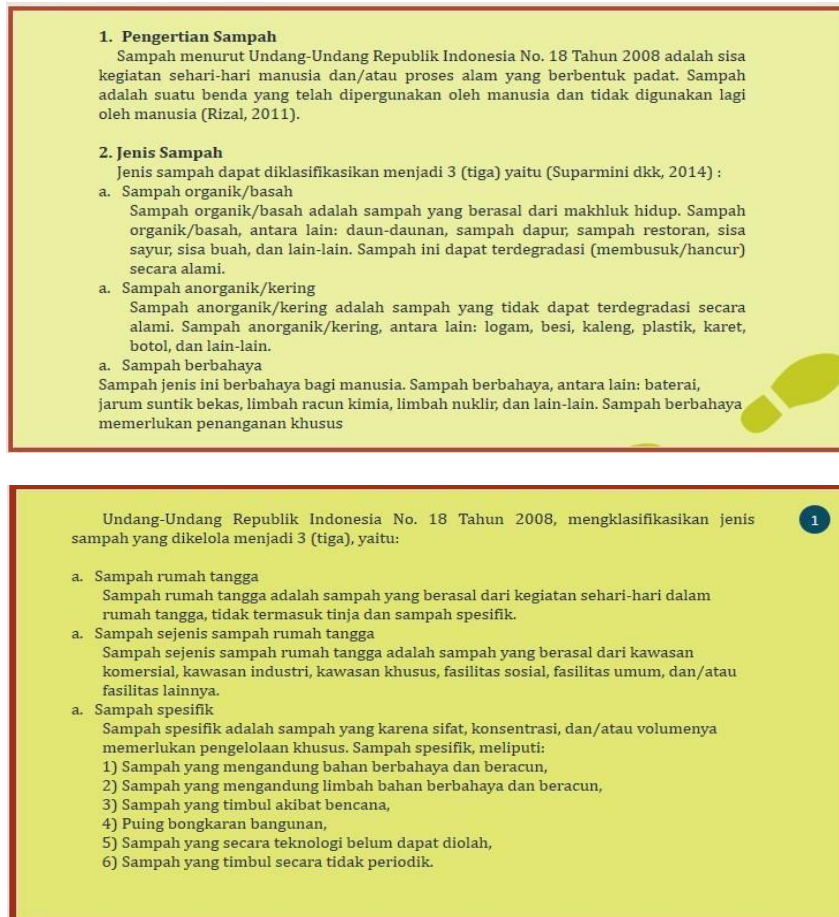 1. Pengertian Sampah
Sampah menurut Undang-Undang Republik Indonesia No. 18 Tahun 2008 adalah sisa
kegiatan sehari-hari manusia dan/atau proses alam yang berbentuk padat. Sampah
adalah suatu benda yang telah dipergunakan oleh manusia dan tidak digunakan lagi
oleh manusia (Rizal, 2011).
2. Jenis Sampah
Jenis sampah dapat diklasifikasikan menjadi 3 (tiga) yaitu (Suparmini dkk, 2014) :
a. Sampah organik/basah
Sampah organik/basah adalah sampah yang berasal dari makhluk hidup. Sampah
organik/basah, antara lain: daun-daunan, sampah dapur, sampah restoran, sisa
sayur, sisa buah, dan lain-lain. Sampah ini dapat terdegradasi (membusuk/hancur)
secara alami.
a. Sampah anorganik/kering
Sampah anorganik/kering adalah sampah yang tidak dapat terdegradasi secara
alami. Sampah anorganik/kering, antara lain: logam, besi, kaleng, plastik, karet,
botol, dan lain-lain.
a. Sampah berbahaya
Sampah jenis ini berbahaya bagi manusia. Sampah berbahaya, antara lain: baterai,
jarum suntik bekas, limbah racun kimia, limbah nuklir, dan lain-lain. Sampah berbahaya
memerlukan penanganan khusus
Undang-Undang Republik Indonesia No. 18 Tahun 2008, mengklasifikasikan jenis
sampah yang dikelola menjadi 3 (tiga), yaitu:
1
a. Sampah rumah tangga
Sampah rumah tangga adalah sampah yang berasal dari kegiatan sehari-hari dalam
rumah tangga, tidak termasuk tinja dan sampah spesifik.
a. Sampah sejenis sampah rumah tangga
Sampah sejenis sampah rumah tangga adalah sampah yang berasal dari kawasan
komersial, kawasan industri, kawasan khusus, fasilitas sosial, fasilitas umum, dan/atau
fasilitas lainnya.
a. Sampah spesifik
Sampah spesifik adalah sampah yang karena sifat, konsentrasi, dan/atau volumenya
memerlukan pengelolaan khusus. Sampah spesifik, meliputi:
1) Sampah yang mengandung bahan berbahaya dan beracun,
2) Sampah yang mengandung limbah bahan berbahaya dan beracun,
3) Sampah yang timbul akibat bencana,
4) Puing bongkaran bangunan,
5) Sampah yang secara teknologi belum dapat diolah,
6) Sampah yang timbul secara tidak periodik.